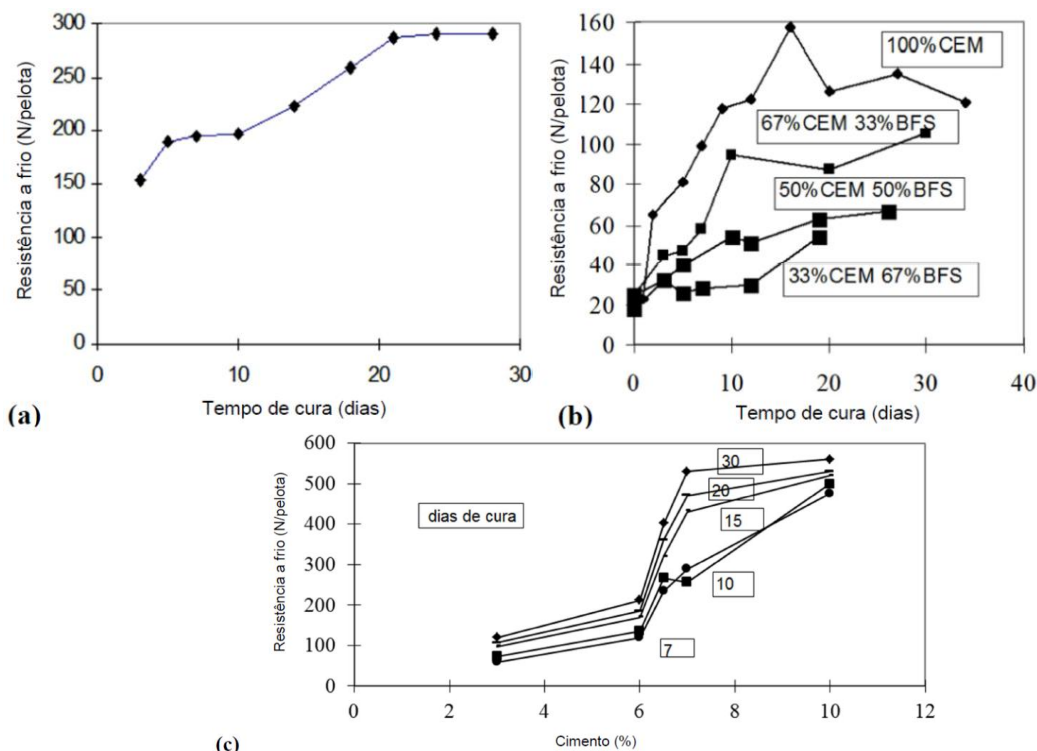 300
250
200
150
100
50
0
0 10 20 30
Resistência a frio (N/pelota)
Tempo de cura (dias)
(a)
160
140
120
100
80
60
40
20
0
0 10 20 30 40
Resistência a frio (N/pelota)
100%CEM
67%CEM 33%BFS
50%CEM 50%BFS
33%CEM 67%BFS
Tempo de cura (dias)
(b)
600
500
400
300
200
100
0
0 2 4 6 8 10 12
Resistência a frio (N/pelota)
dias de cura
30
20
15
10
7
Cimento (%)
(c)